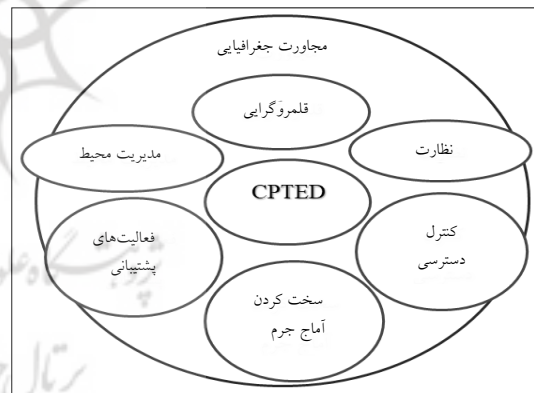 مجاورت جغرافیایی
قلمروگرایی
نظارت
مدیریت محیط
CPTED
کنترل
دسترسی
فعالیت‌های
پشتیبانی
سخت کردن
آماج جرم